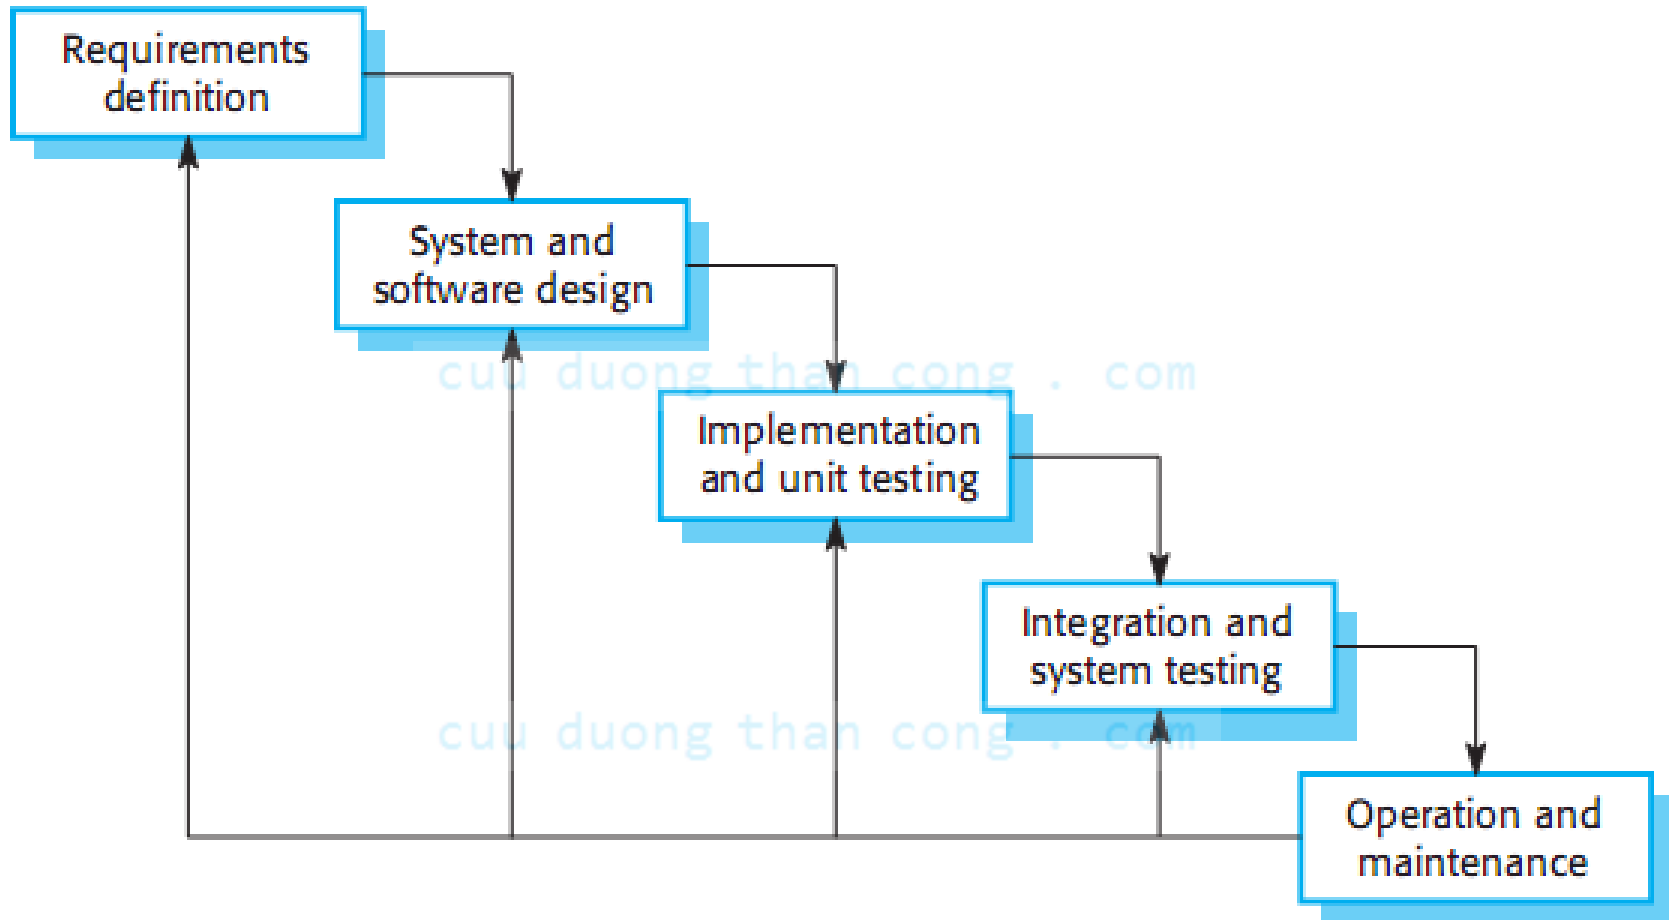 Requirements
definition
System and
software design
cuu duong than cong . com
Implementation
and unit testing
Integration and
system testing
cuu duong than cong . com
Operation and
maintenance